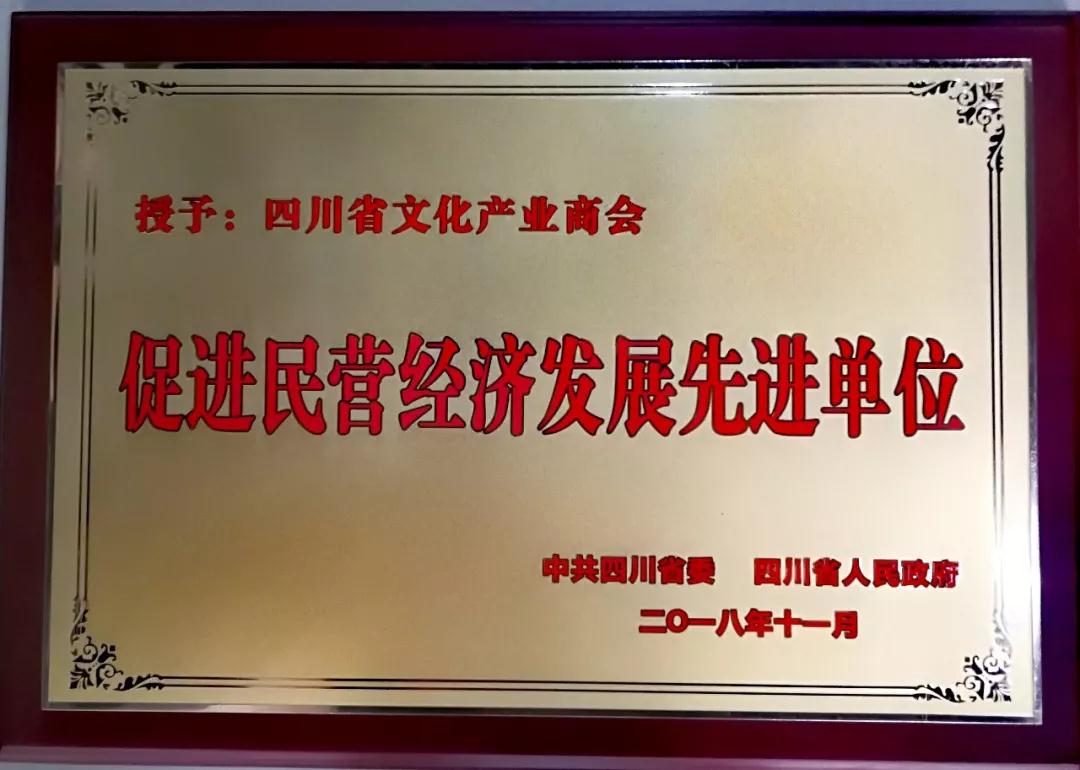 授予：四川省文化产业商会
促进民营经济发展先进单位
中共四川省委 四川省人民政府
二〇一八年十一月